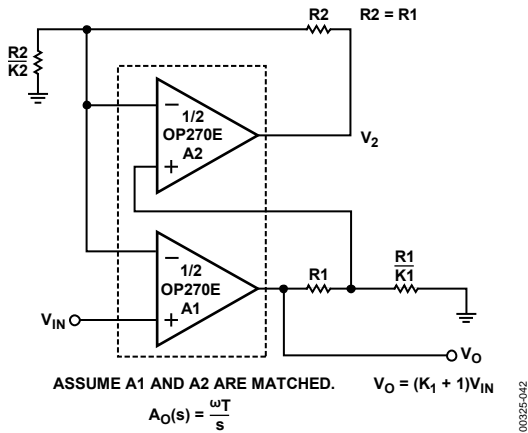 R2
R2 = R1
R2
K2
−
1/2
OP270E
A2
+
V2
−
1/2
OP270E
A1
+
VIN
R1
R1
K1
VO
ASSUME A1 AND A2 ARE MATCHED.
AO(s) = ωT
s
VO = (K1 + 1)VIN
00325-042